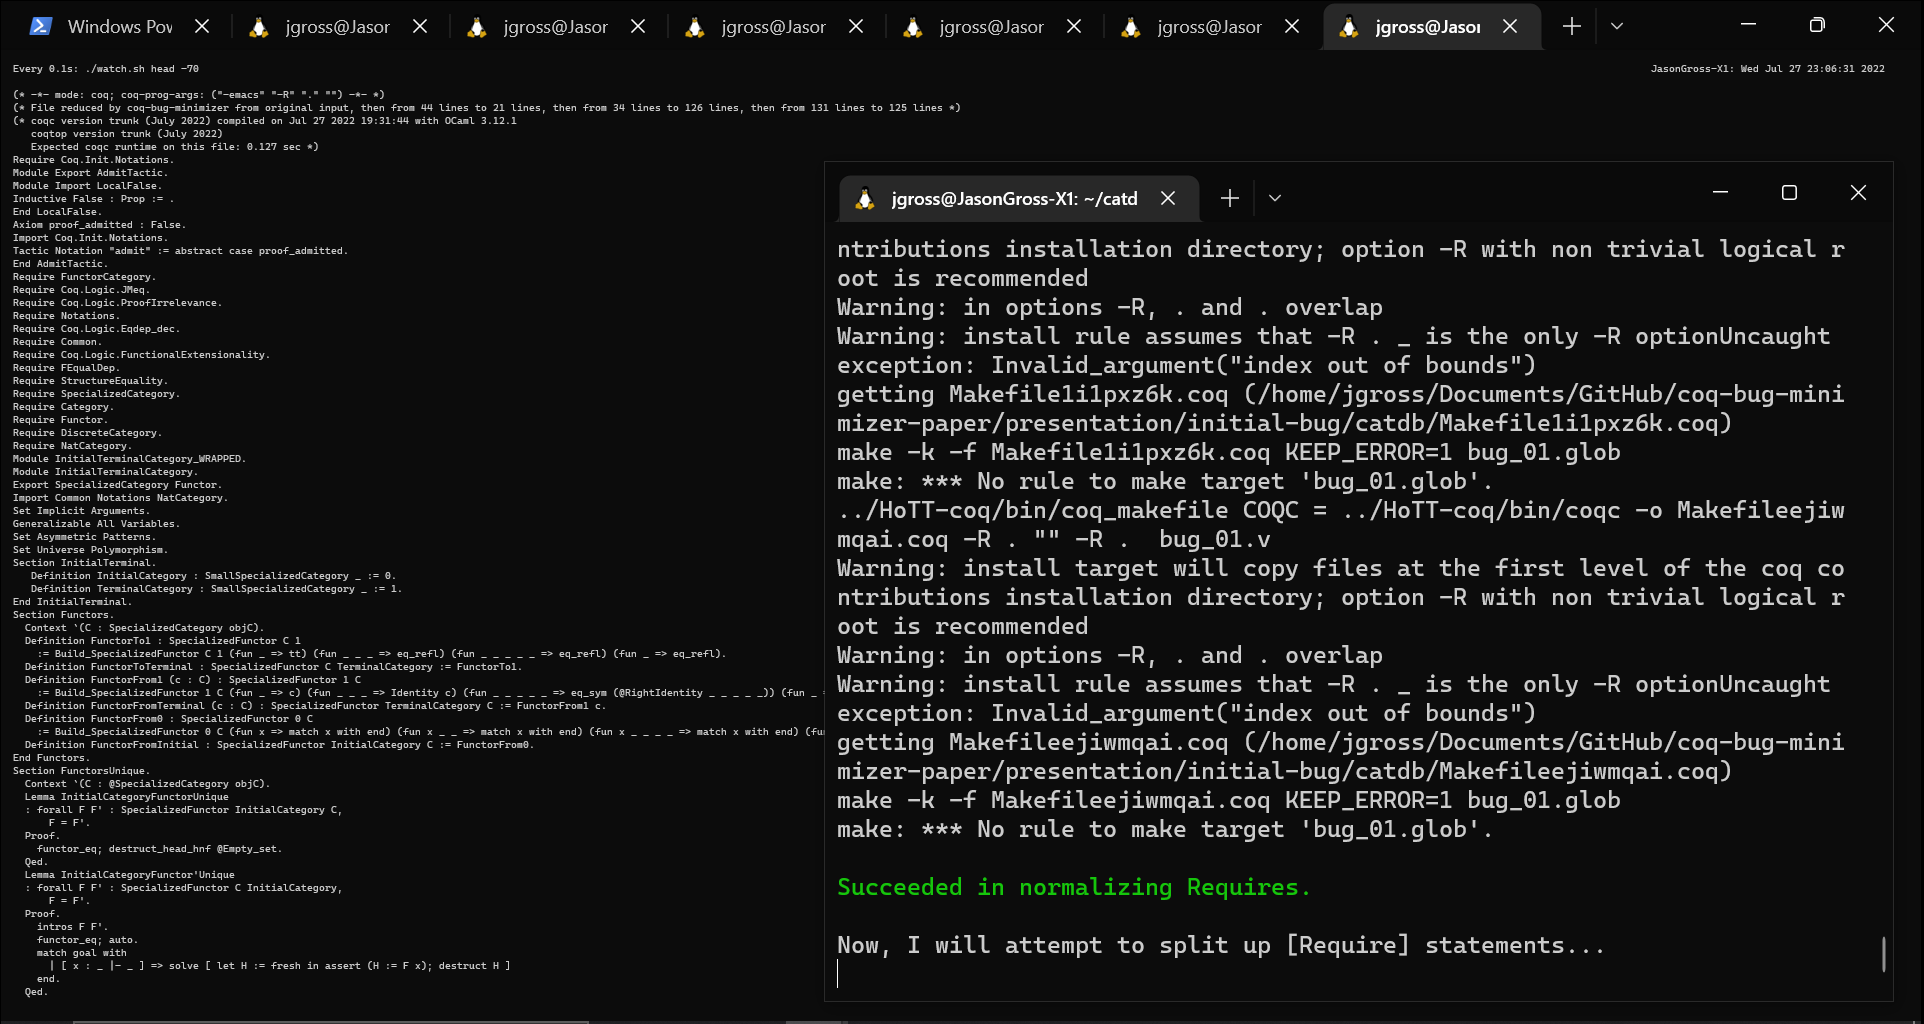 Windows Pow
jgross@Jasor
jgross@Jasor
jgross@Jasor
jgross@Jasor
jgross@Jasor
jgross@Jasor
Every 0.1s: ./watch.sh head -70
JasonGross-X1: Wed Jul 27 23:06:31 2022
(* -*- mode: coq; coq-prog-args: ("-emacs" "-R" "." "") -*- *)
(* File reduced by coq-bug-minimizer from original input, then from 44 lines to 21 lines, then from 34 lines to 126 lines, then from 131 lines to 125 lines *)
(* coqc version trunk (July 2022) compiled on Jul 27 2022 19:31:44 with OCaml 3.12.1
   coqtop version trunk (July 2022)
   Expected coqc runtime on this file: 0.127 sec *)
Require Coq.Init.Notations.
Module Export AdmitTactic.
Module Import LocalFalse.
Inductive False : Prop := .
End LocalFalse.
Axiom proof_admitted : False.
Import Coq.Init.Notations.
Tactic Notation "admit" := abstract case proof_admitted.
End AdmitTactic.
Require FunctorCategory.
Require Coq.Logic.JMeq.
Require Coq.Logic.ProofIrrelevance.
Require Notations.
Require Coq.Logic.Eqdep_dec.
Require Common.
Require Coq.Logic.FunctionalExtensionality.
Require FEqualDep.
Require StructureEquality.
Require SpecializedCategory.
Require Category.
Require Functor.
Require DiscreteCategory.
Require NatCategory.
Module InitialTerminalCategory_WRAPPED.
Module InitialTerminalCategory.
Export SpecializedCategory Functor.
Import Common Notations NatCategory.
Set Implicit Arguments.
Generalizable All Variables.
Set Asymmetric Patterns.
Set Universe Polymorphism.
Section InitialTerminal.
   Definition InitialCategory : SmallSpecializedCategory _ := 0.
   Definition TerminalCategory : SmallSpecializedCategory _ := 1.
End InitialTerminal.
Section Functors.
  Context `(C : SpecializedCategory objC).
  Definition FunctorTo1 : SpecializedFunctor C 1
    := Build_SpecializedFunctor C 1 (fun _ => tt) (fun _ _ _ => eq_refl) (fun _ _ _ _ _ => eq_refl) (fun _ => eq_refl).
  Definition FunctorToTerminal : SpecializedFunctor C TerminalCategory := FunctorTo1.
  Definition FunctorFrom1 (c : C) : SpecializedFunctor 1 C
    := Build_SpecializedFunctor 1 C (fun _ => c) (fun _ _ _ => Identity c) (fun _ _ _ _ _ => eq_sym (@RightIdentity _ _ _ _ _)) (fun _ =
  Definition FunctorFromTerminal (c : C) : SpecializedFunctor TerminalCategory C := FunctorFrom1 c.
  Definition FunctorFrom0 : SpecializedFunctor 0 C
    := Build_SpecializedFunctor 0 C (fun x => match x with end) (fun x _ _ => match x with end) (fun x _ _ _ _ => match x with end) (fu
  Definition FunctorFromInitial : SpecializedFunctor InitialCategory C := FunctorFrom0.
End Functors.
Section FunctorsUnique.
  Context `(C : @SpecializedCategory objC).
  Lemma InitialCategoryFunctorUnique
  : forall F F' : SpecializedFunctor InitialCategory C,
      F = F'.
  Proof.
    functor_eq; destruct_head_hnf @Empty_set.
  Qed.
  Lemma InitialCategoryFunctor'Unique
  : forall F F' : SpecializedFunctor C InitialCategory,
      F = F'.
  Proof.
    intros F F'.
    functor_eq; auto.
    match goal with
      | [ x : _ |- _ ] => solve [ let H := fresh in assert (H := F x); destruct H ]
    end.
  Qed.
jgross@JasonGross-X1: ~/catd
ntributions installation directory; option -R with non trivial logical r
oot is recommended
Warning: in options -R, . and . overlap
Warning: install rule assumes that -R . _ is the only -R optionUncaught
exception: Invalid_argument("index out of bounds")
getting Makefile1i1pxz6k.coq (/home/jgross/Documents/GitHub/coq-bug-mini
mizer-paper/presentation/initial-bug/catdb/Makefile1i1pxz6k.coq)
make -k -f Makefile1i1pxz6k.coq KEEP_ERROR=1 bug_01.glob
make: *** No rule to make target 'bug_01.glob'.
../HoTT-coq/bin/coq_makefile COQC = ../HoTT-coq/bin/coqc -o Makefileejiw
mqai.coq -R . "" -R .  bug_01.v
Warning: install target will copy files at the first level of the coq co
ntributions installation directory; option -R with non trivial logical r
oot is recommended
Warning: in options -R, . and . overlap
Warning: install rule assumes that -R . _ is the only -R optionUncaught
exception: Invalid_argument("index out of bounds")
getting Makefileejiwmqai.coq (/home/jgross/Documents/GitHub/coq-bug-mini
mizer-paper/presentation/initial-bug/catdb/Makefileejiwmqai.coq)
make -k -f Makefileejiwmqai.coq KEEP_ERROR=1 bug_01.glob
make: *** No rule to make target 'bug_01.glob'.
Succeeded in normalizing Requires.
Now, I will attempt to split up [Require] statements...